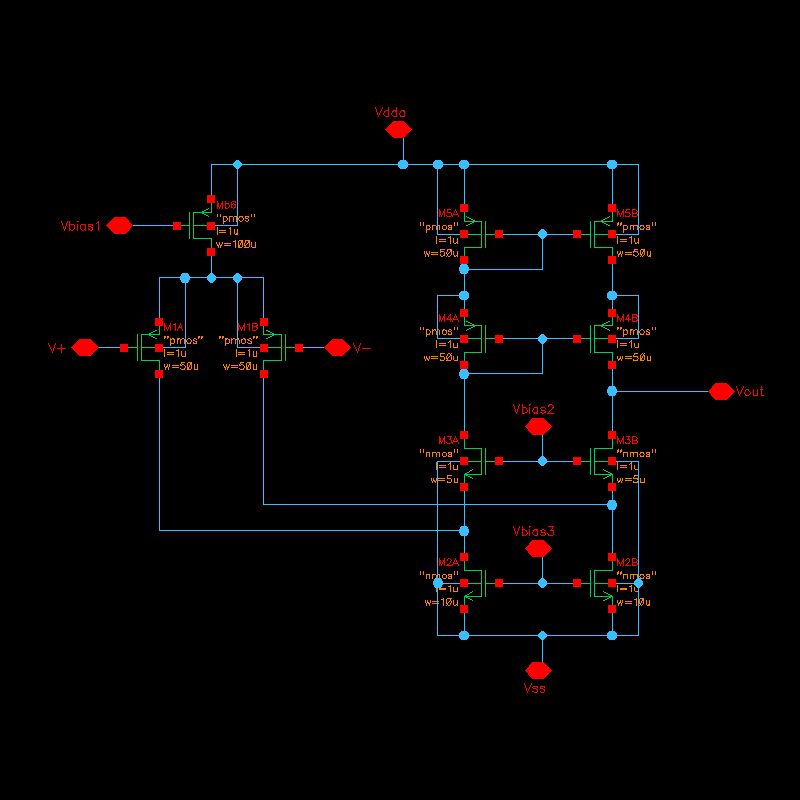 Vdda
Vbias1
Mb6
"pmos"
l=1u
w=100u
M5A
"pmos"
l=1u
w=50u
M5B
"pmos"
l=1u
w=50u
V+
M1A
"pmos"
l=1u
w=50u
M1B
"pmos"
l=1u
w=50u
V-
M4A
"pmos"
l=1u
w=50u
M4B
"pmos"
l=1u
w=50u
Vout
Vbias2
M3A
"nmos"
l=1u
w=5u
M3B
"nmos"
l=1u
w=5u
Vbias3
M2A
"nmos"
l=1u
w=10u
M2B
"nmos"
l=1u
w=10u
Vss